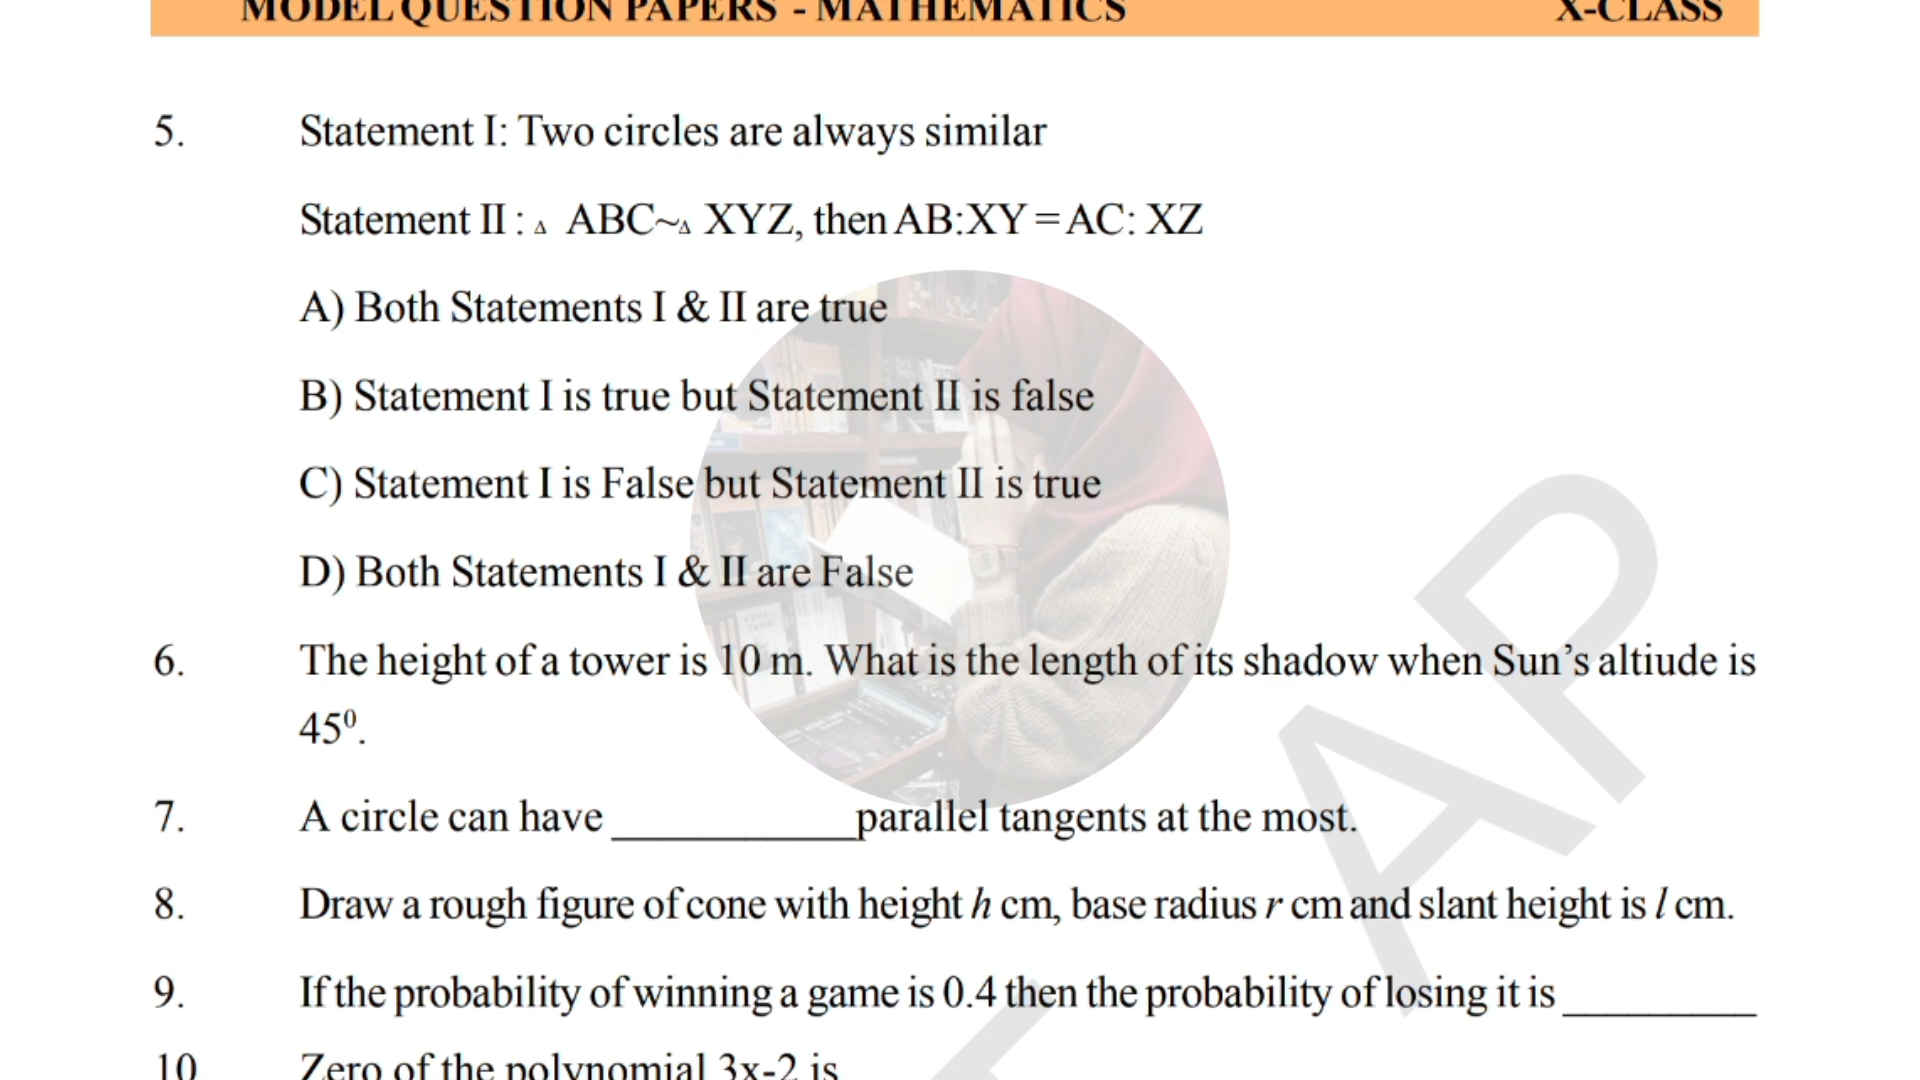 MODEL QUESTION PAPERS - MATHEMATICS X-CLASS
5. Statement I: Two circles are always similar
Statement II : Δ ABC~Δ XYZ, then AB:XY = AC: XZ
A) Both Statements I & II are true
B) Statement I is true but Statement II is false
C) Statement I is False but Statement II is true
D) Both Statements I & II are False
6. The height of a tower is 10 m. What is the length of its shadow when Sun’s altiude is
45⁰.
7. A circle can have ___________parallel tangents at the most.
8. Draw a rough figure of cone with height h cm, base radius r cm and slant height is l cm.
9. If the probability of winning a game is 0.4 then the probability of losing it is _________
10 Zero of the polynomial 3x-2 is
AP